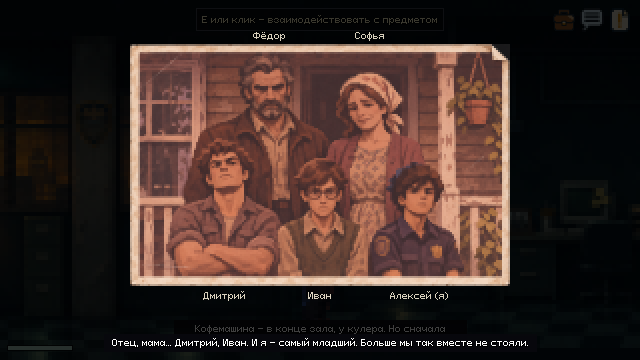 Е или клик – взаимодействовать с предметом
Фёдор Софья
Дмитрий Иван Алексей (я)
Кофемашина – в конце зала, у кулера. Но сначала
Отец, мама… Дмитрий, Иван. И я – самый младший. Больше мы так вместе не стояли.